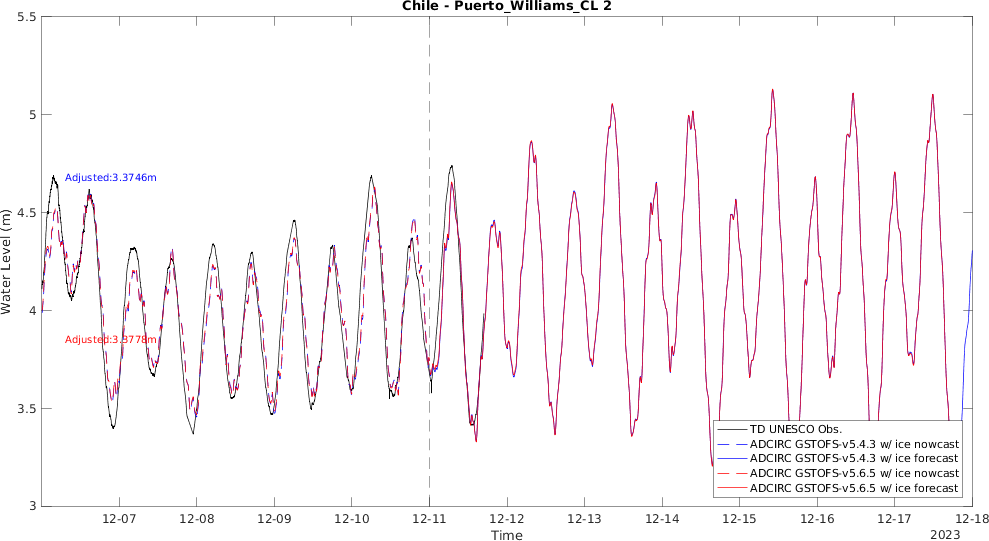 Chile - Puerto_Williams_CL 2
5.5
5
4.5
4
3.5
3
Water Level (m)
Adjusted:3.3746m
Adjusted:3.3778m
TD UNESCO Obs.
ADCIRC GSTOFS-v5.4.3 w/ ice nowcast
ADCIRC GSTOFS-v5.4.3 w/ ice forecast
ADCIRC GSTOFS-v5.6.5 w/ ice nowcast
ADCIRC GSTOFS-v5.6.5 w/ ice forecast
12-07 12-08 12-09 12-10 12-11 12-12 12-13 12-14 12-15 12-16 12-17 12-18
Time
2023